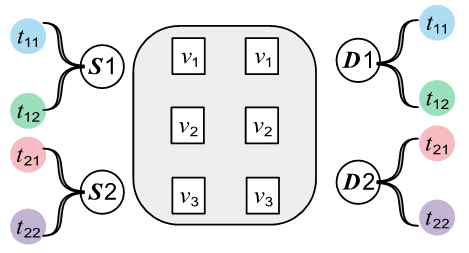 t11 S1 v1 v1 D1 t11
t12 t12
v2 v2
t21 S2 D2 t21
t22 v3 v3 t22